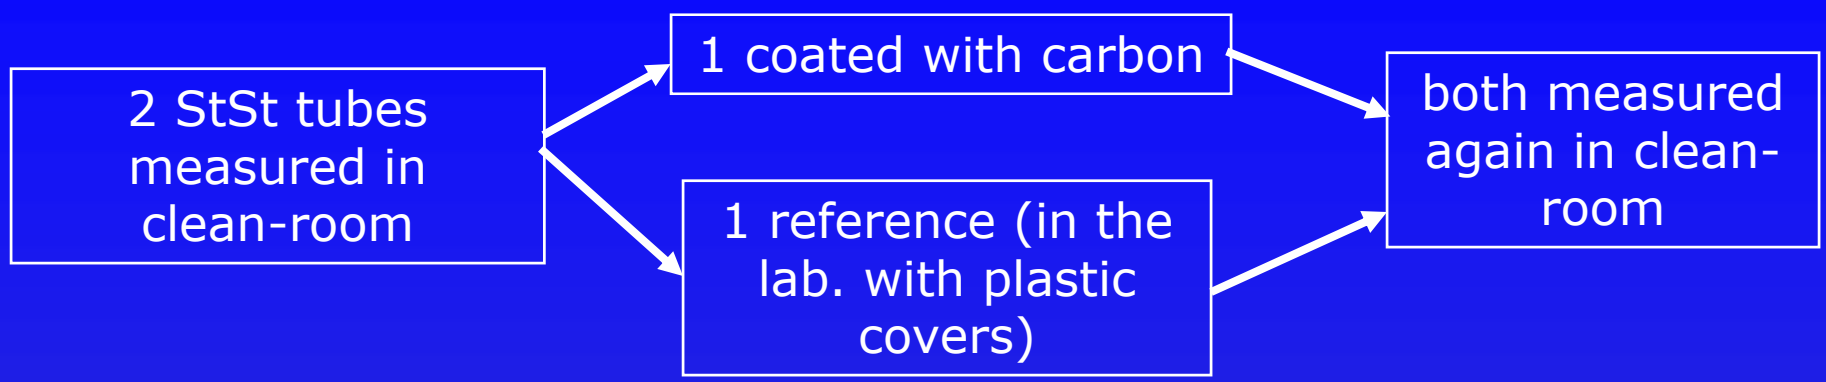 2 StSt tubes
measured in
clean-room
1 coated with carbon
1 reference (in the
lab. with plastic
covers)
both measured
again in clean-
room